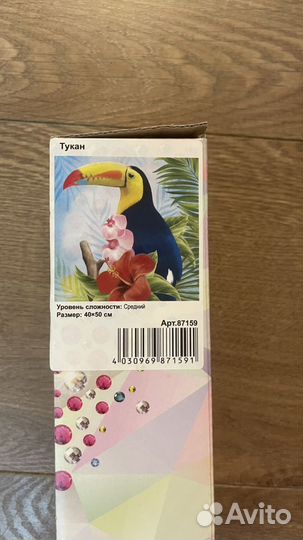 Тукан
Уровень сложности: Средний
Размер: 40×50 см
Арт.87159
4 030969 871591
Avito